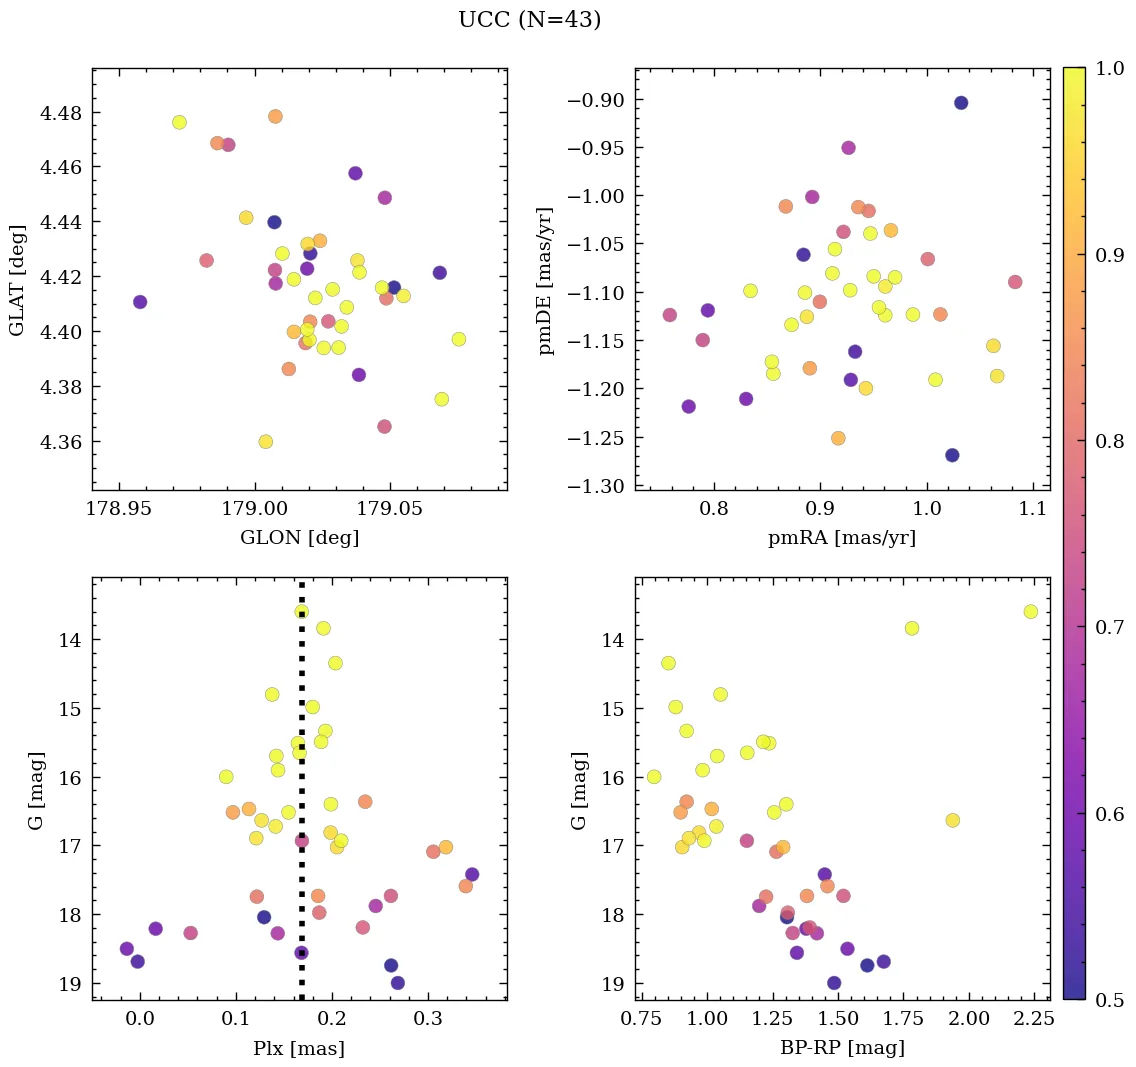 UCC (N=43)
4.48
4.46
4.44
4.42
4.40
4.38
4.36
GLAT [deg]
178.95 179.00 179.05
GLON [deg]
−0.90
−0.95
−1.00
−1.05
−1.10
−1.15
−1.20
−1.25
−1.30
pmDE [mas/yr]
0.8 0.9 1.0 1.1
pmRA [mas/yr]
1.0
0.9
0.8
0.7
0.6
0.5
14
15
16
17
18
19
G [mag]
0.0 0.1 0.2 0.3
Plx [mas]
14
15
16
17
18
19
G [mag]
0.75 1.00 1.25 1.50 1.75 2.00 2.25
BP-RP [mag]